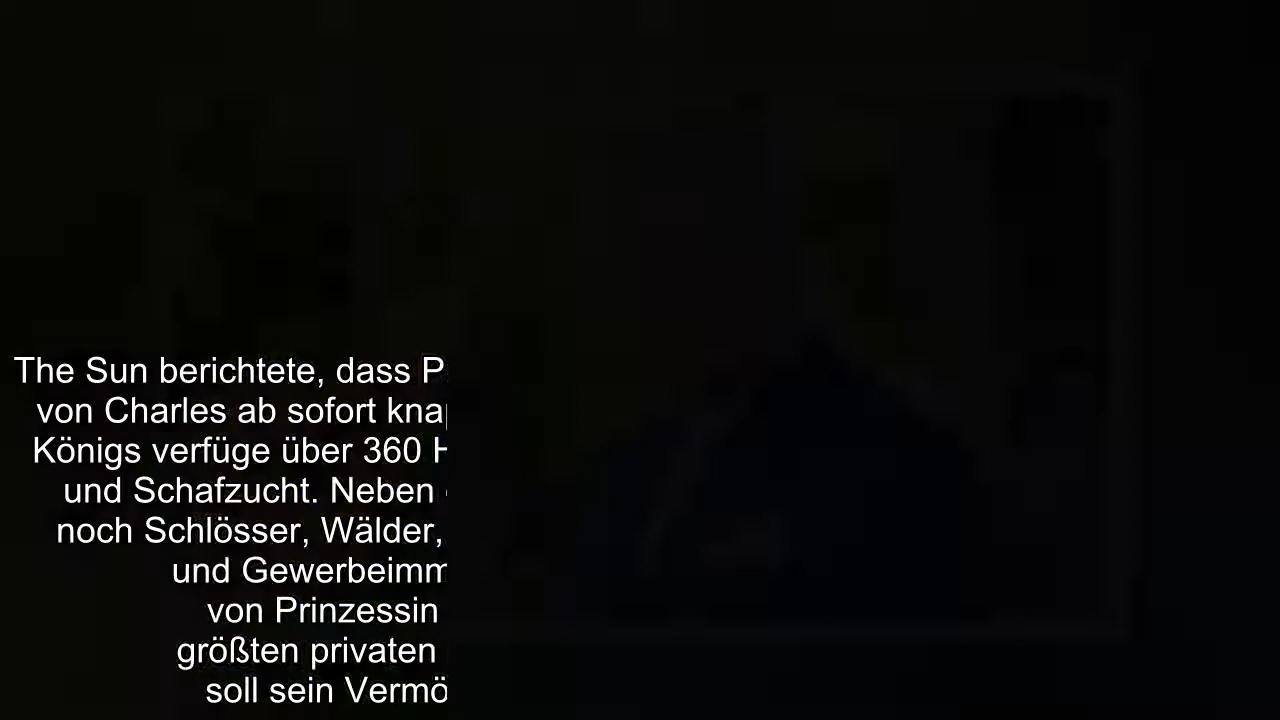 The Sun berichtete, dass P
von Charles ab sofort kna
Königs verfüge über 360 H
und Schafzucht. Neben
noch Schlösser, Wälder,
und Gewerbeimm
von Prinzessin
größten privaten
soll sein Vermö